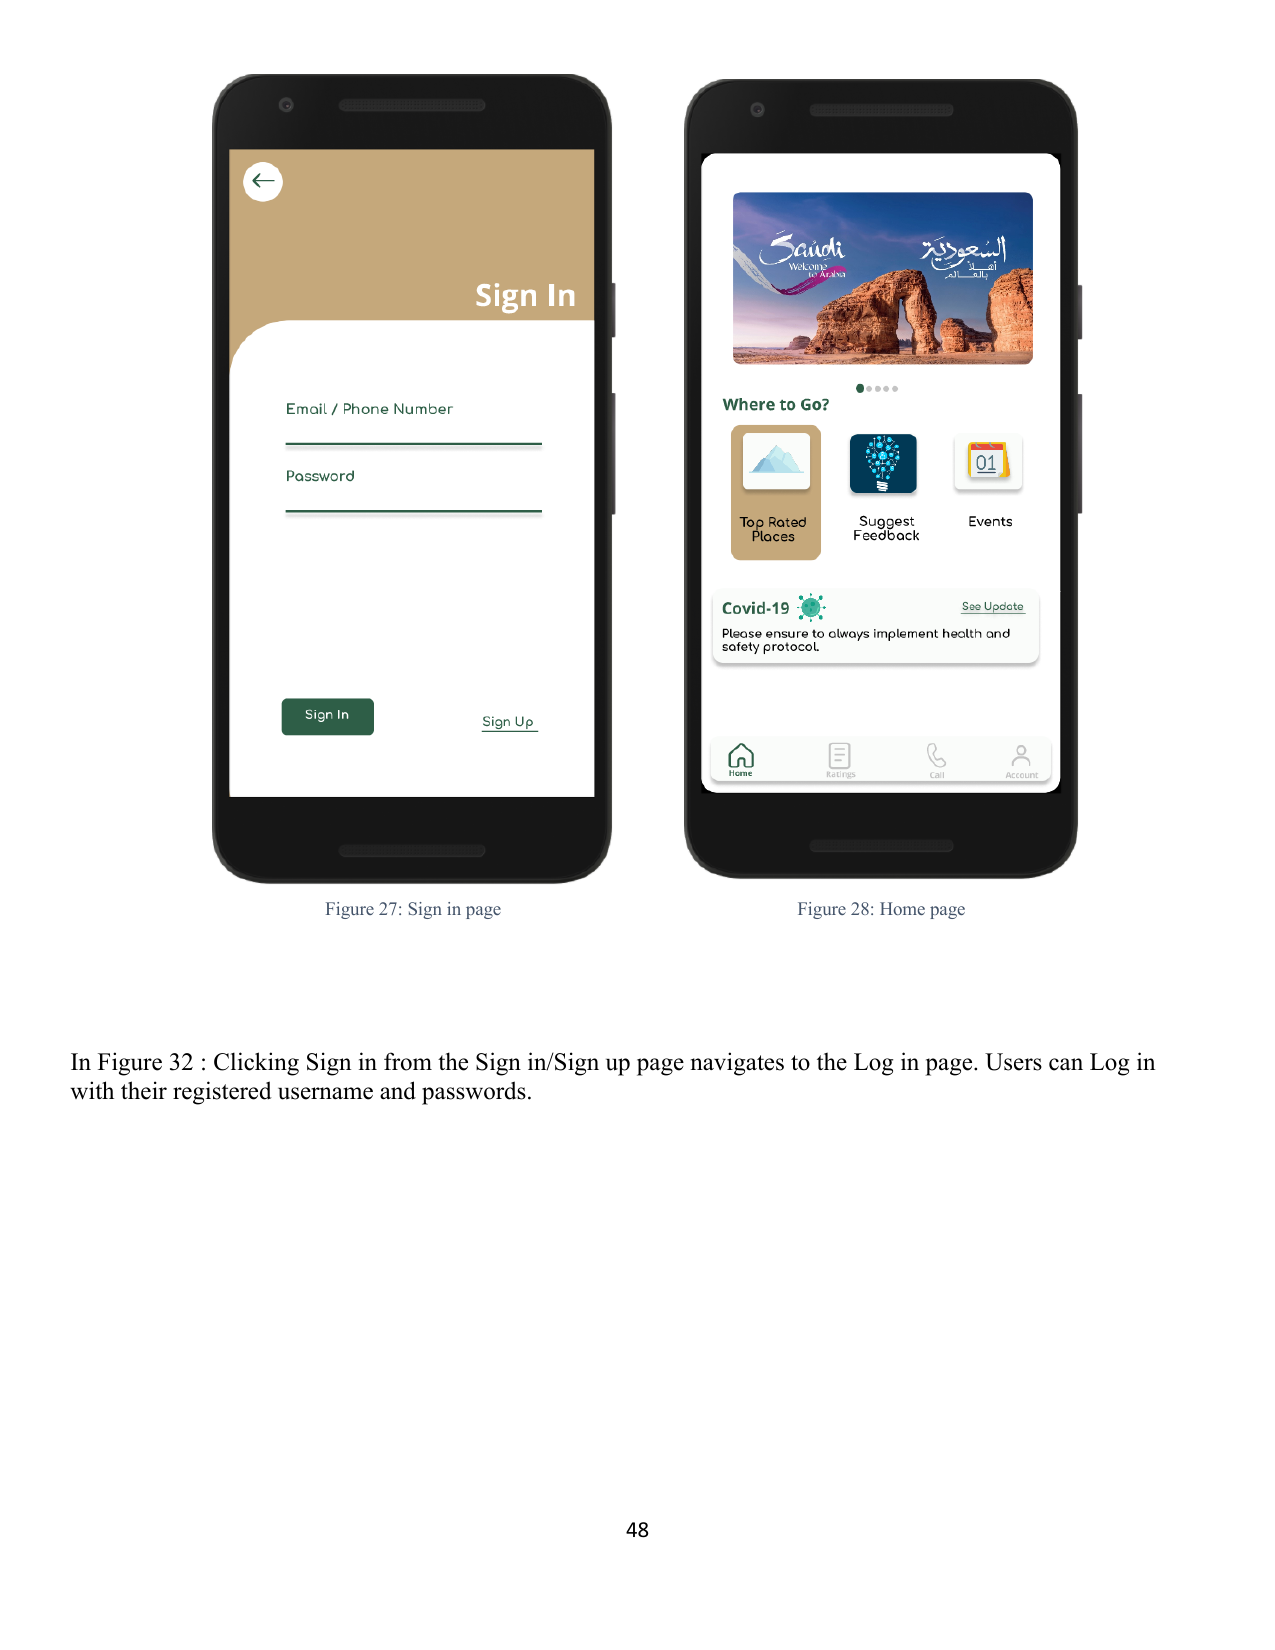 Sign In
Email / Phone Number
Password
Sign In
Sign Up
Figure 27: Sign in page
Saudi
Welcome
to Arabia
السعودية
أهلاً
بالعالم
Where to Go?
Top Rated
Places
Suggest
Feedback
01
Events
Covid-19
See Update
Please ensure to always implement health and
safety protocol.
Home
Ratings
Call
Account
Figure 28: Home page
In Figure 32 : Clicking Sign in from the Sign in/Sign up page navigates to the Log in page. Users can Log in
with their registered username and passwords.
48